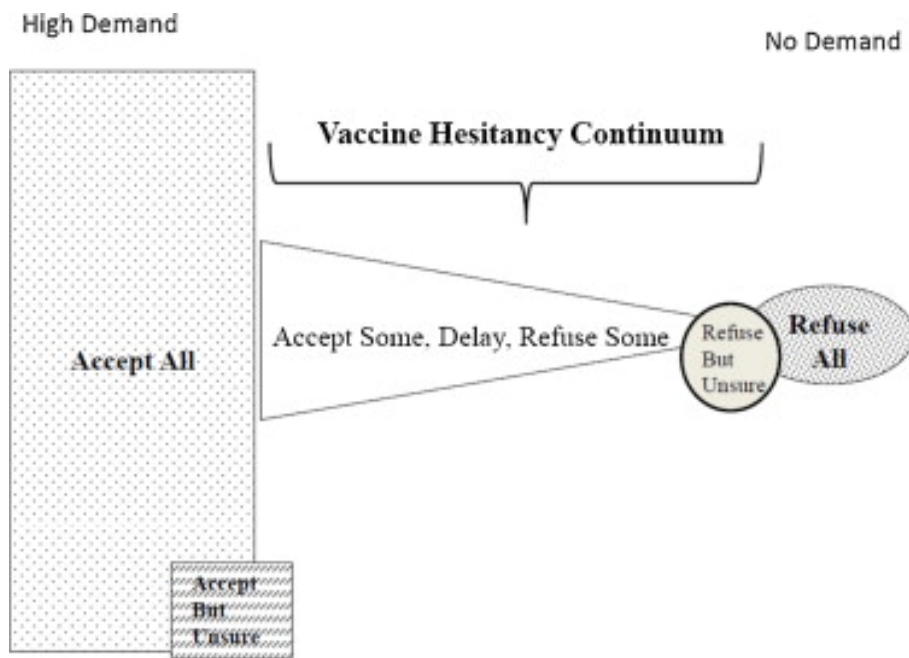 High Demand
No Demand
Vaccine Hesitancy Continuum
Accept All
Accept Some, Delay, Refuse Some
Refuse
But
Unsure
Refuse
All
Accept
But
Unsure